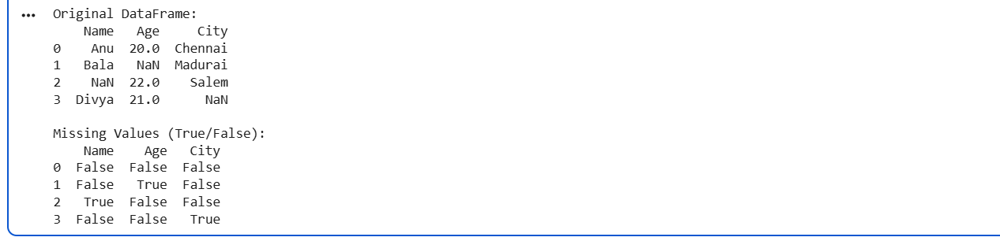 Original DataFrame:
    Name   Age     City
0    Anu  20.0  Chennai
1   Bala   NaN  Madurai
2    NaN  22.0    Salem
3  Divya  21.0      NaN

Missing Values (True/False):
    Name    Age   City
0  False  False  False
1  False   True  False
2   True  False  False
3  False  False   True